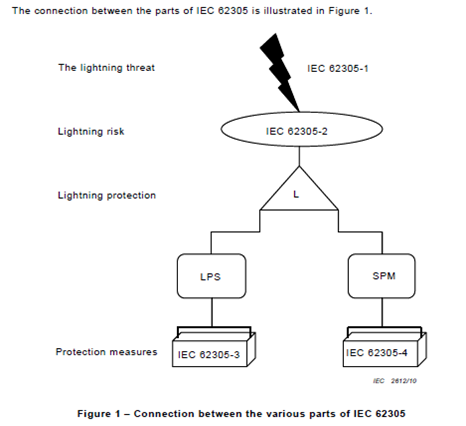 The connection between the parts of IEC 62305 is illustrated in Figure 1.
The lightning threat
IEC 62305-1
Lightning risk
IEC 62305-2
Lightning protection
L
LPS
SPM
Protection measures
IEC 62305-3
IEC 62305-4
IEC 2612/10
Figure 1 – Connection between the various parts of IEC 62305